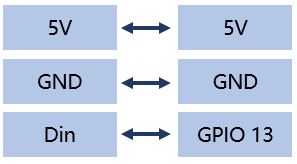 5V 5V
GND GND
Din GPIO 13